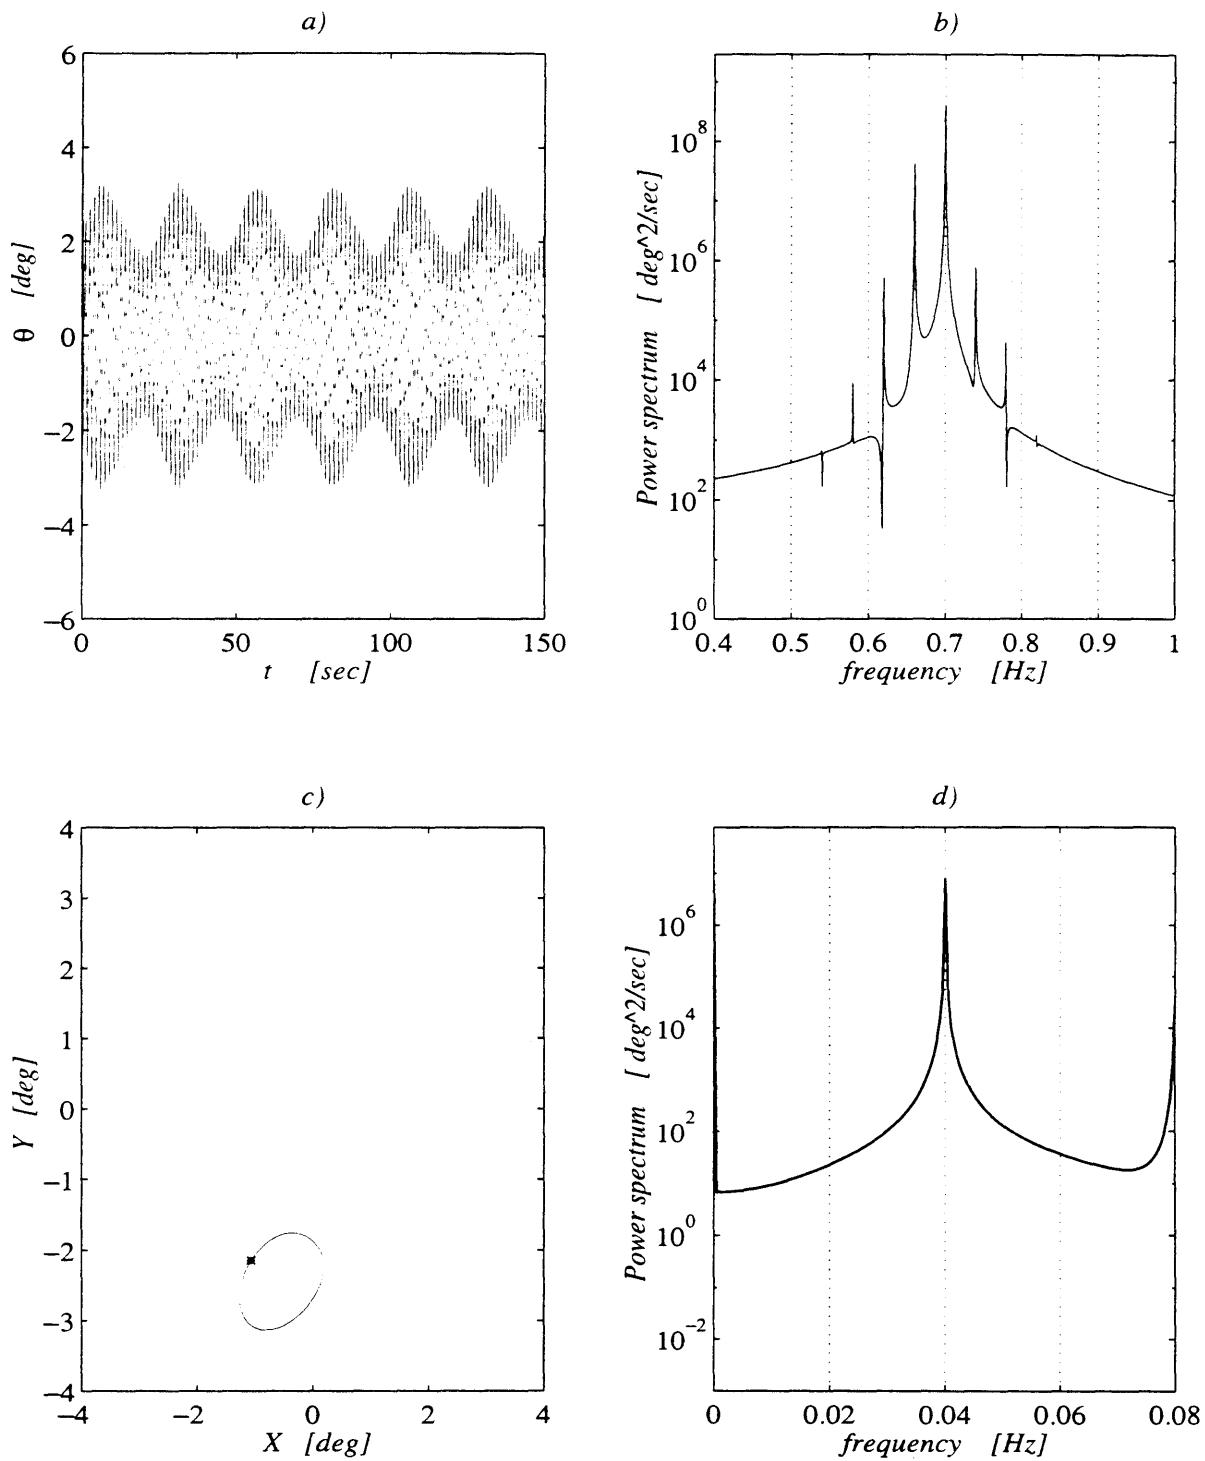 a)
6
4
2
0
−2
−4
−6
θ [deg]
0 50 100 150
t [sec]
b)
10^8
10^6
10^4
10^2
10^0
Power spectrum [ deg^2/sec]
0.4 0.5 0.6 0.7 0.8 0.9 1
frequency [Hz]
c)
4
3
2
1
0
−1
−2
−3
−4
Y [deg]
−4 −2 0 2 4
X [deg]
d)
10^6
10^4
10^2
10^0
10^−2
Power spectrum [ deg^2/sec]
0 0.02 0.04 0.06 0.08
frequency [Hz]